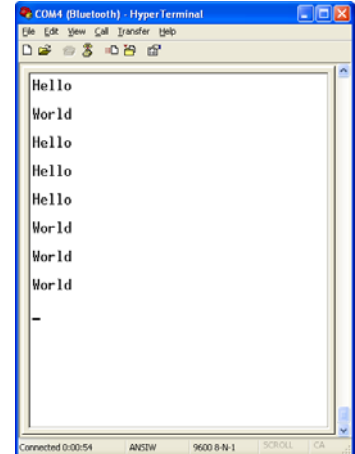 COM4 (Bluetooth) - HyperTerminal
File Edit View Call Transfer Help
Hello
World
Hello
Hello
Hello
World
World
World
_
Connected 0:00:54 ANSIW 9600 8-N-1 SCROLL CA